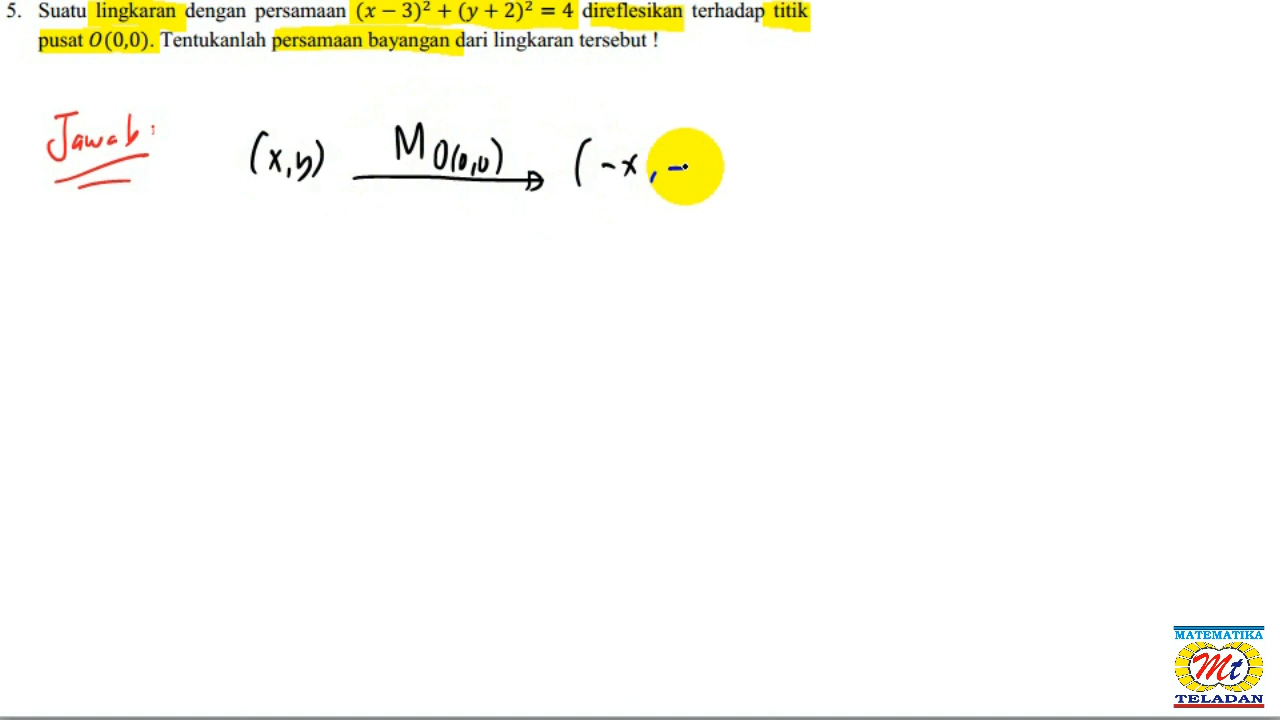 5. Suatu lingkaran dengan persamaan (x − 3)² + (y + 2)² = 4 direflesikan terhadap titik
pusat O(0,0). Tentukanlah persamaan bayangan dari lingkaran tersebut !
Jawab:
(x,y) M O(0,0) (-x, -
MATEMATIKA
Mt
TELADAN